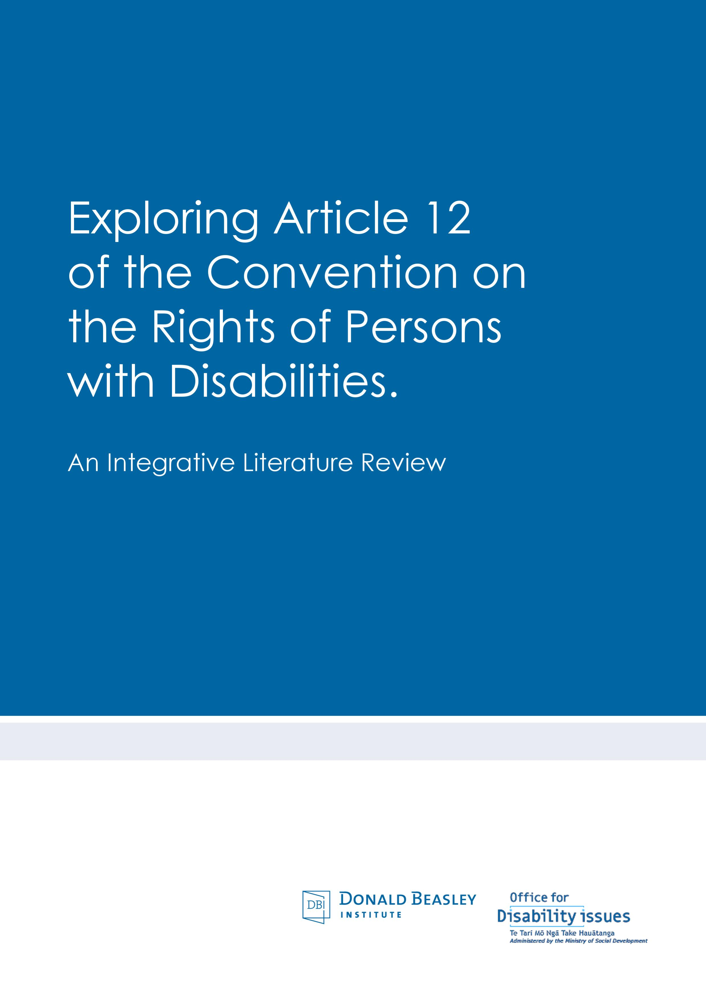 Exploring Article 12
of the Convention on
the Rights of Persons
with Disabilities.
An Integrative Literature Review
DBI
DONALD BEASLEY
INSTITUTE
Office for
Disability issues
Te Tari Mō Ngā Take Hauātanga
Administered by the Ministry of Social Development